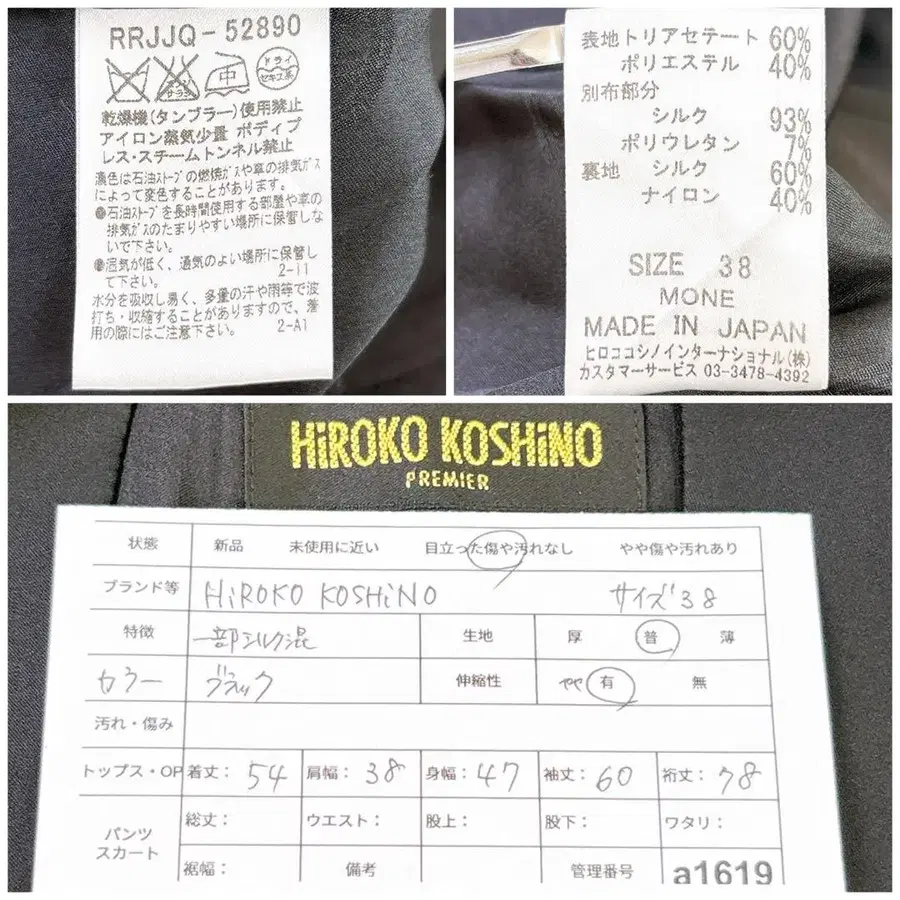 RRJJQ-52890
エンソ
サラシ
中
ドライ
セキユ系
乾燥機(タンブラー)使用禁止
アイロン蒸気少量 ボディプ
レス・スチームトンネル禁止
濃色は石油ストーブの燃焼ガスや車の排気ガス
によって変色することがあります。
●石油ストーブを長時間使用する部屋や車の
排気ガスのたまりやすい場所に保管しな
いで下さい。
●湿気が低く、通気のよい場所に保管し
て下さい。 2-11
水分を吸収し易く、多量の汗や雨等で波
打ち・収縮することがありますので、着
用の際にはご注意下さい。 2-A1
表地 トリアセテート 60%
ポリエステル 40%
別布部分
シルク 93%
ポリウレタン 7%
裏地 シルク 60%
ナイロン 40%
SIZE 38
MONE
MADE IN JAPAN
ヒロココシノインターナショナル(株)
カスタマーサービス 03-3478-4392
HiROKO KOSHiNO
PREMIER
状態 新品 未使用に近い 目立った傷や汚れなし やや傷や汚れあり
ブランド等 HiROKO KOSHiNO サイズ38
特徴 一部シルク混 生地 厚 普 薄
カラー ブラック 伸縮性 やや 有 無
汚れ・傷み
トップス・OP 着丈: 54 肩幅: 38 身幅: 47 袖丈: 60 裄丈: 78
パンツ
スカート
総丈: ウエスト: 股上: 股下: ワタリ:
裾幅: 備考 管理番号 a1619